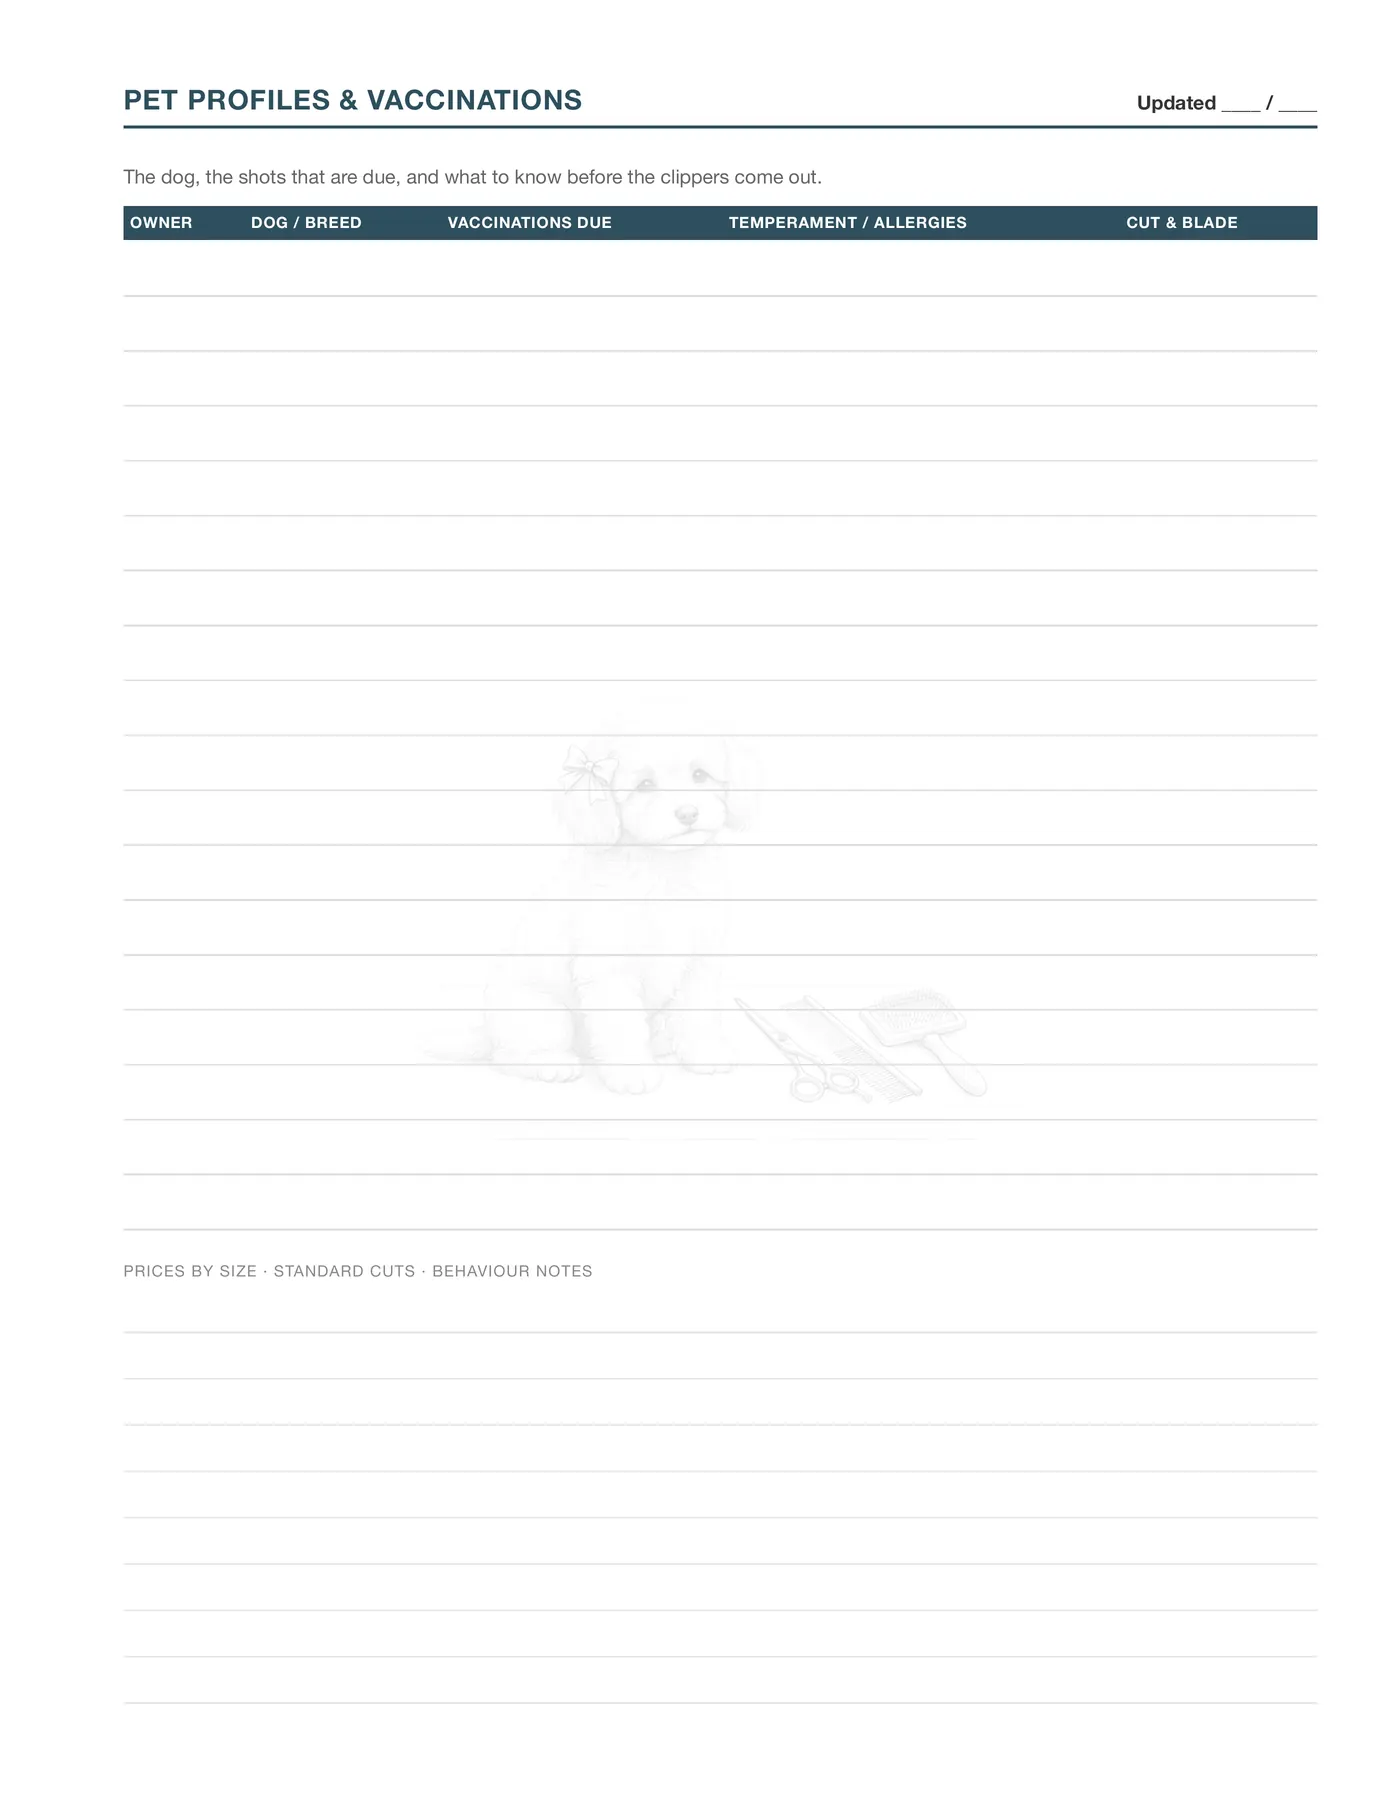 PET PROFILES & VACCINATIONS
Updated ____ / ____
The dog, the shots that are due, and what to know before the clippers come out.
OWNER DOG / BREED VACCINATIONS DUE TEMPERAMENT / ALLERGIES CUT & BLADE
PRICES BY SIZE · STANDARD CUTS · BEHAVIOUR NOTES